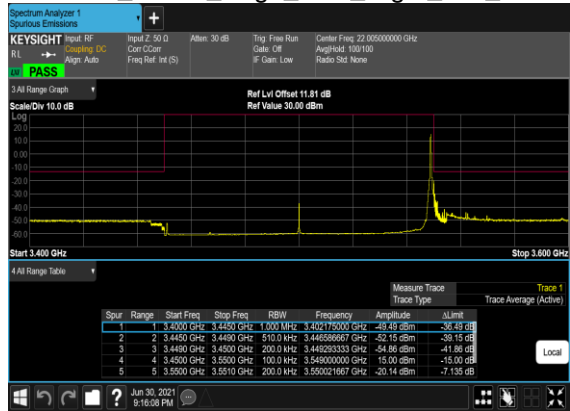 Spectrum Analyzer 1
Spurious Emissions
KEYSIGHT Input: RF Input Z: 50 Ω Atten: 30 dB Trig: Free Run Center Freq: 22.005000000 GHz
RL Coupling: DC Corr CCorr Gate: Off Avg|Hold: 100/100
Align: Auto Freq Ref: Int (S) IF Gain: Low Radio Std: None
PASS
3 All Range Graph
Ref Lvl Offset 11.81 dB
Scale/Div 10.0 dB Ref Value 30.00 dBm
Log
20.0
10.0
0.00
-10.0
-20.0
-30.0
-40.0
-50.0
-60.0
Start 3.400 GHz Stop 3.600 GHz
4 All Range Table
Measure Trace Trace 1
Trace Type Trace Average (Active)
Spur Range Start Freq Stop Freq RBW Frequency Amplitude ΔLimit
1 1 3.4000 GHz 3.4450 GHz 1.000 MHz 3.402175000 GHz -49.49 dBm -36.49 dB
2 2 3.4450 GHz 3.4490 GHz 510.0 kHz 3.446586667 GHz -52.15 dBm -39.15 dB
3 3 3.4490 GHz 3.4500 GHz 200.0 kHz 3.449293333 GHz -54.86 dBm -41.86 dB
4 4 3.4500 GHz 3.5500 GHz 100.0 kHz 3.549000000 GHz 15.00 dBm -15.00 dB
5 5 3.5500 GHz 3.5510 GHz 200.0 kHz 3.550021667 GHz -20.14 dBm -7.135 dB
Local
Jun 30, 2021
9:16:08 PM